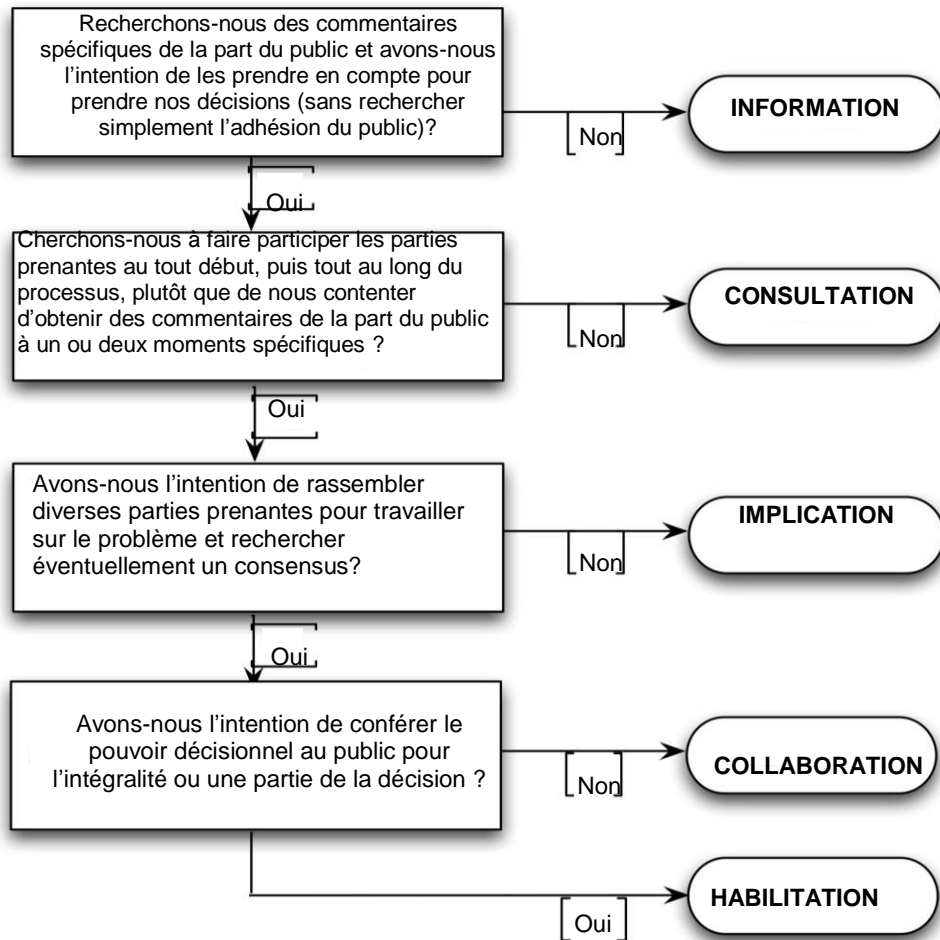 Recherchons-nous des commentaires
spécifiques de la part du public et avons-nous
l’intention de les prendre en compte pour
prendre nos décisions (sans rechercher
simplement l’adhésion du public)?
Non
INFORMATION
Oui
Cherchons-nous à faire participer les parties
prenantes au tout début, puis tout au long du
processus, plutôt que de nous contenter
d’obtenir des commentaires de la part du public
à un ou deux moments spécifiques ?
Non
CONSULTATION
Oui
Avons-nous l’intention de rassembler
diverses parties prenantes pour travailler
sur le problème et rechercher
éventuellement un consensus?
Non
IMPLICATION
Oui
Avons-nous l’intention de conférer le
pouvoir décisionnel au public pour
l’intégralité ou une partie de la décision ?
Non
COLLABORATION
Oui
HABILITATION